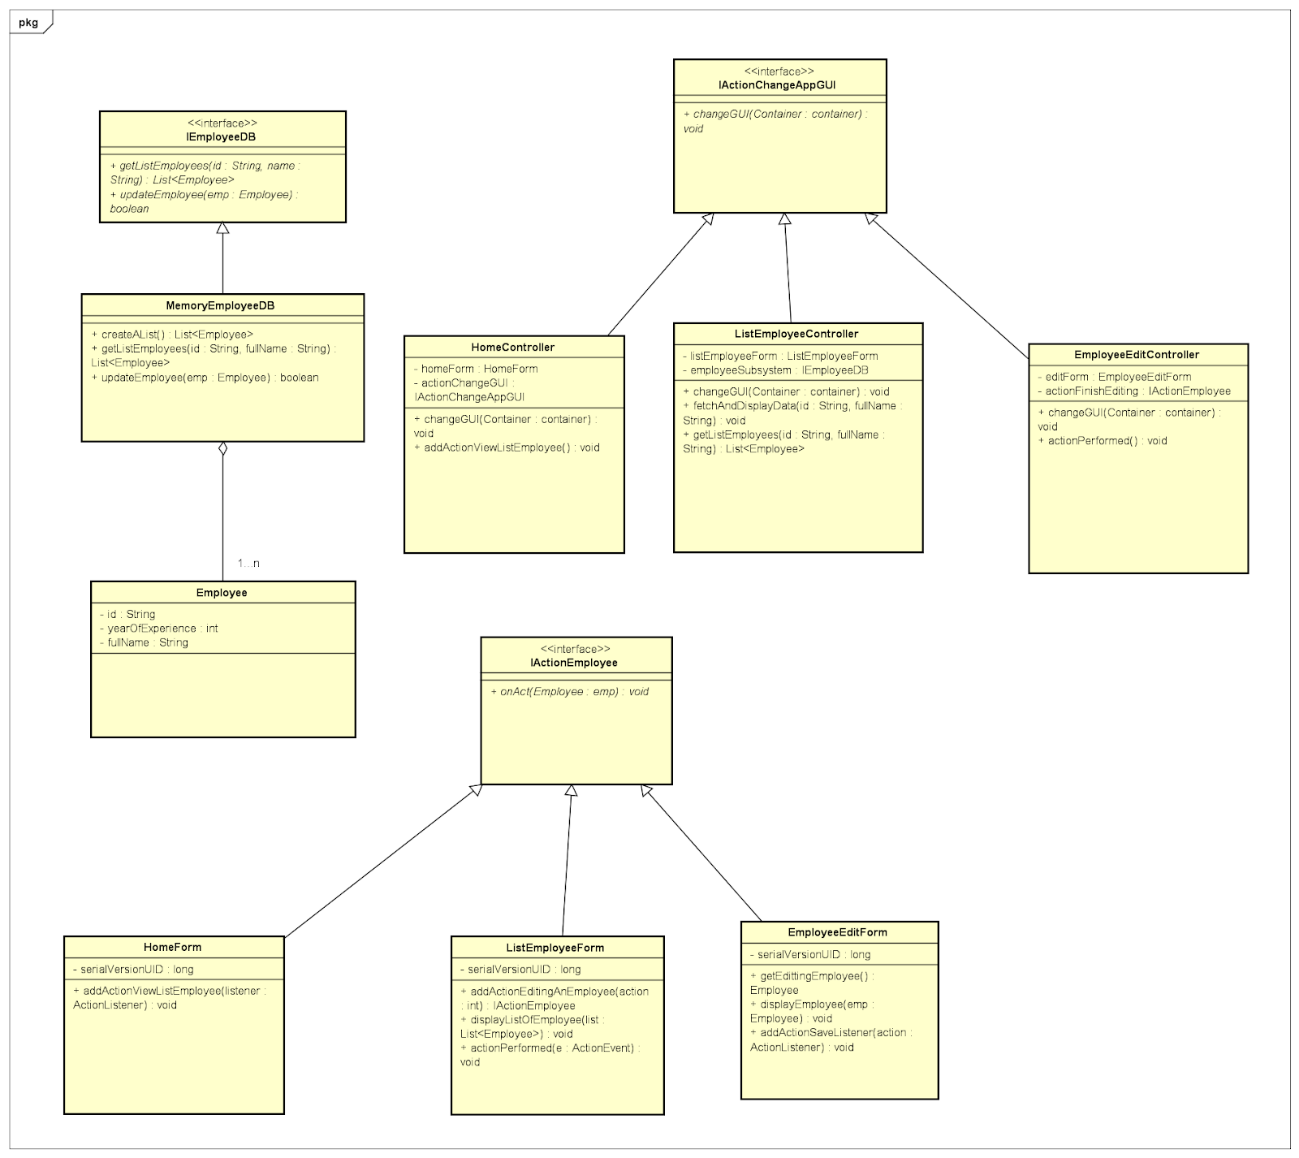 pkg
<<interface>>
IEmployeeDB
+ getListEmployees(id : String, name :
String) : List<Employee>
+ updateEmployee(emp : Employee) :
boolean
MemoryEmployeeDB
+ createAList() : List<Employee>
+ getListEmployees(id : String, fullName : String) :
List<Employee>
+ updateEmployee(emp : Employee) : boolean
1...n
Employee
- id : String
- yearOfExperience : int
- fullName : String
<<interface>>
IActionChangeAppGUI
+ changeGUI(Container : container) :
void
HomeController
- homeForm : HomeForm
- actionChangeGUI :
IActionChangeAppGUI
+ changeGUI(Container : container) :
void
+ addActionViewListEmployee() : void
ListEmployeeController
- listEmployeeForm : ListEmployeeForm
- employeeSubsystem : IEmployeeDB
+ changeGUI(Container : container) : void
+ fetchAndDisplayData(id : String, fullName :
String) : void
+ getListEmployees(id : String, fullName :
String) : List<Employee>
EmployeeEditController
- editForm : EmployeeEditForm
- actionFinishEditing : IActionEmployee
+ changeGUI(Container : container) :
void
+ actionPerformed() : void
<<interface>>
IActionEmployee
+ onAct(Employee : emp) : void
HomeForm
- serialVersionUID : long
+ addActionViewListEmployee(listener :
ActionListener) : void
ListEmployeeForm
- serialVersionUID : long
+ addActionEditingAnEmployee(action
: int) : IActionEmployee
+ displayListOfEmployee(list :
List<Employee>) : void
+ actionPerformed(e : ActionEvent) :
void
EmployeeEditForm
- serialVersionUID : long
+ getEdittingEmployee() :
Employee
+ displayEmployee(emp :
Employee) : void
+ addActionSaveListener(action :
ActionListener) : void